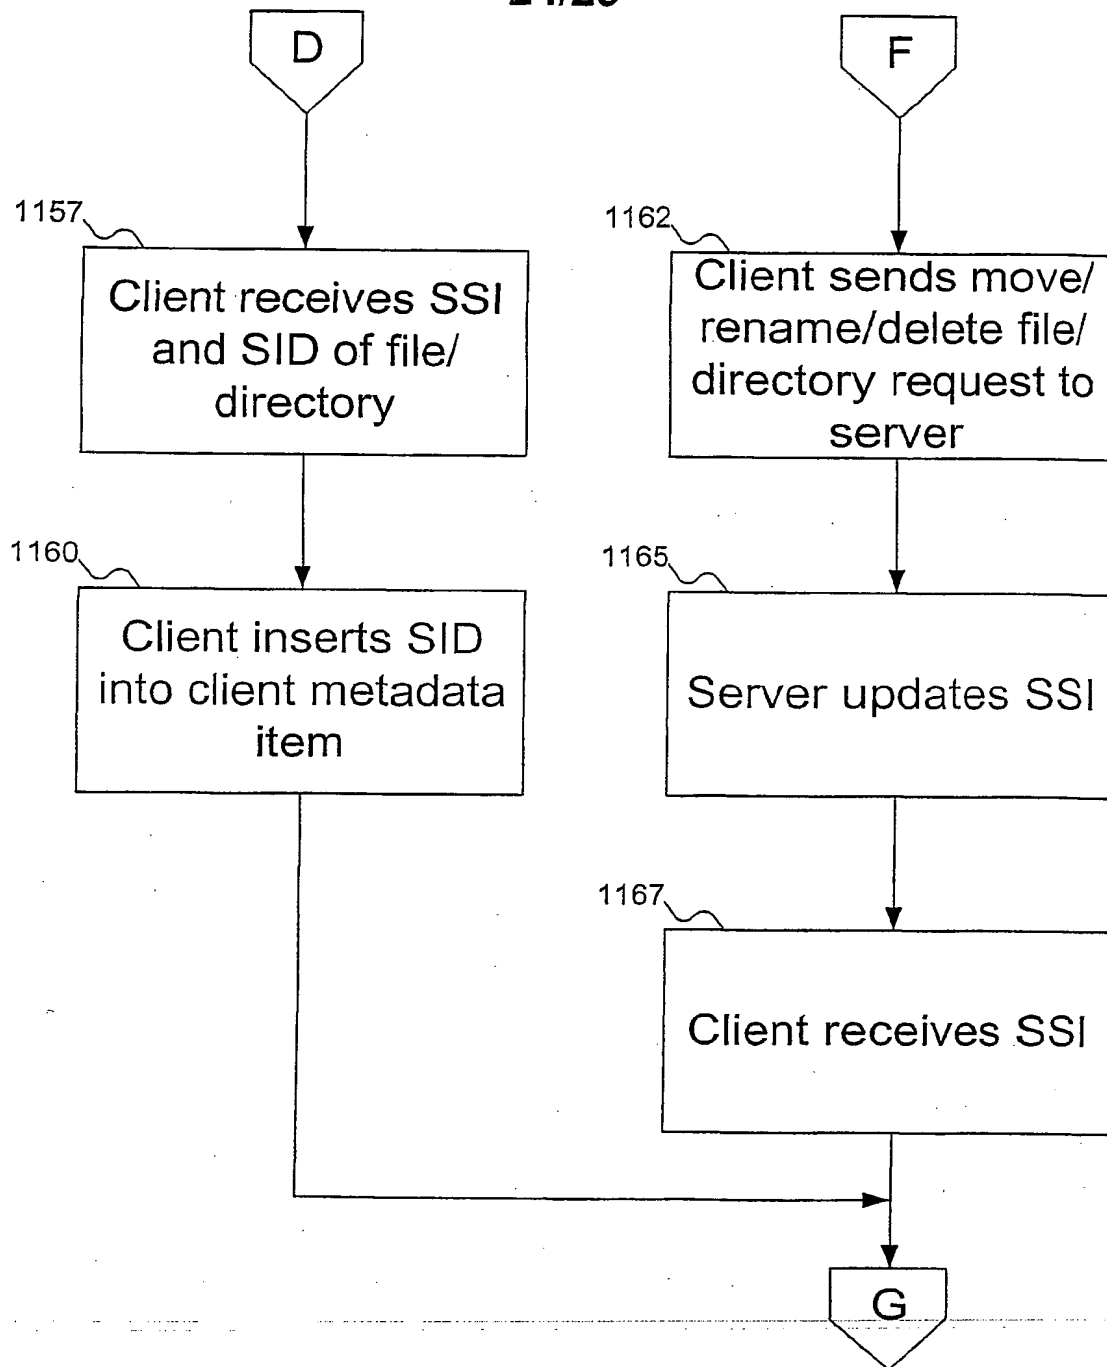 D
F
1157
Client receives SSI
and SID of file/
directory
1162
Client sends move/
rename/delete file/
directory request to
server
1160
Client inserts SID
into client metadata
item
1165
Server updates SSI
1167
Client receives SSI
G